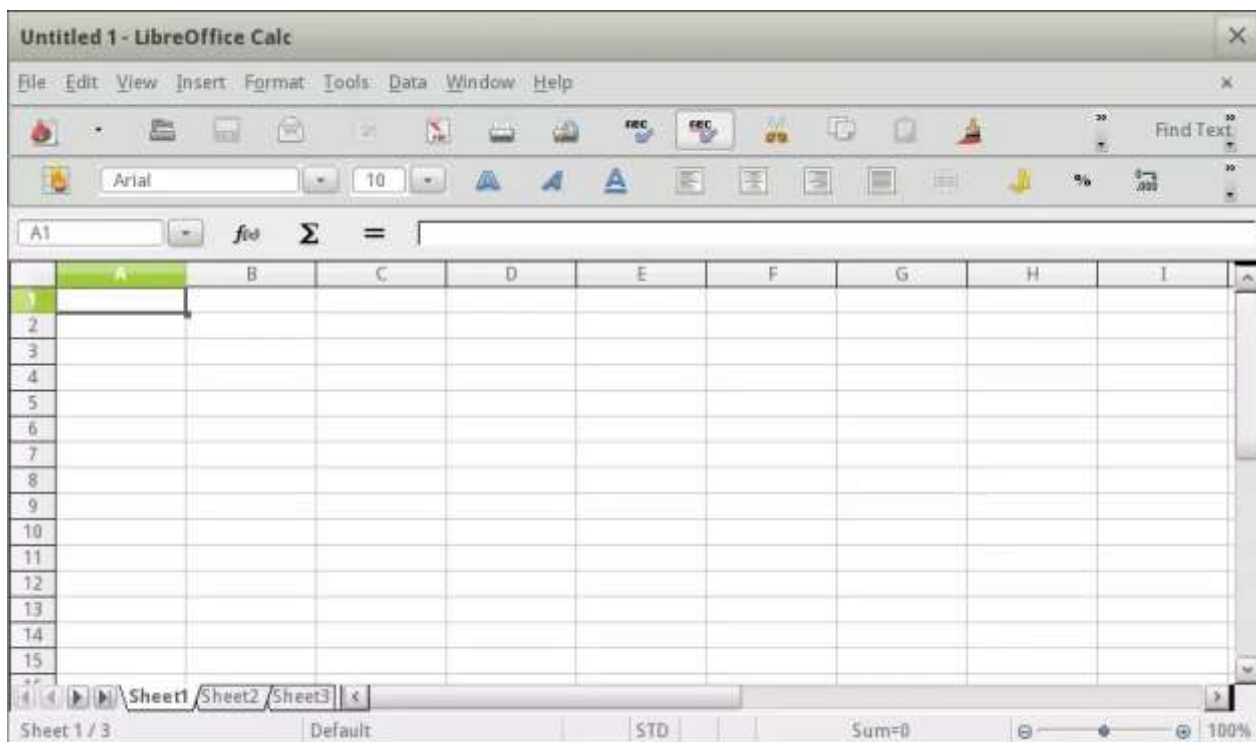 Untitled 1 - LibreOffice Calc
File Edit View Insert Format Tools Data Window Help
Find Text
Arial 10 %
A1 f(x) Σ =
A B C D E F G H I
1
2
3
4
5
6
7
8
9
10
11
12
13
14
15
Sheet1 Sheet2 Sheet3
Sheet 1 / 3 Default STD Sum=0 100%